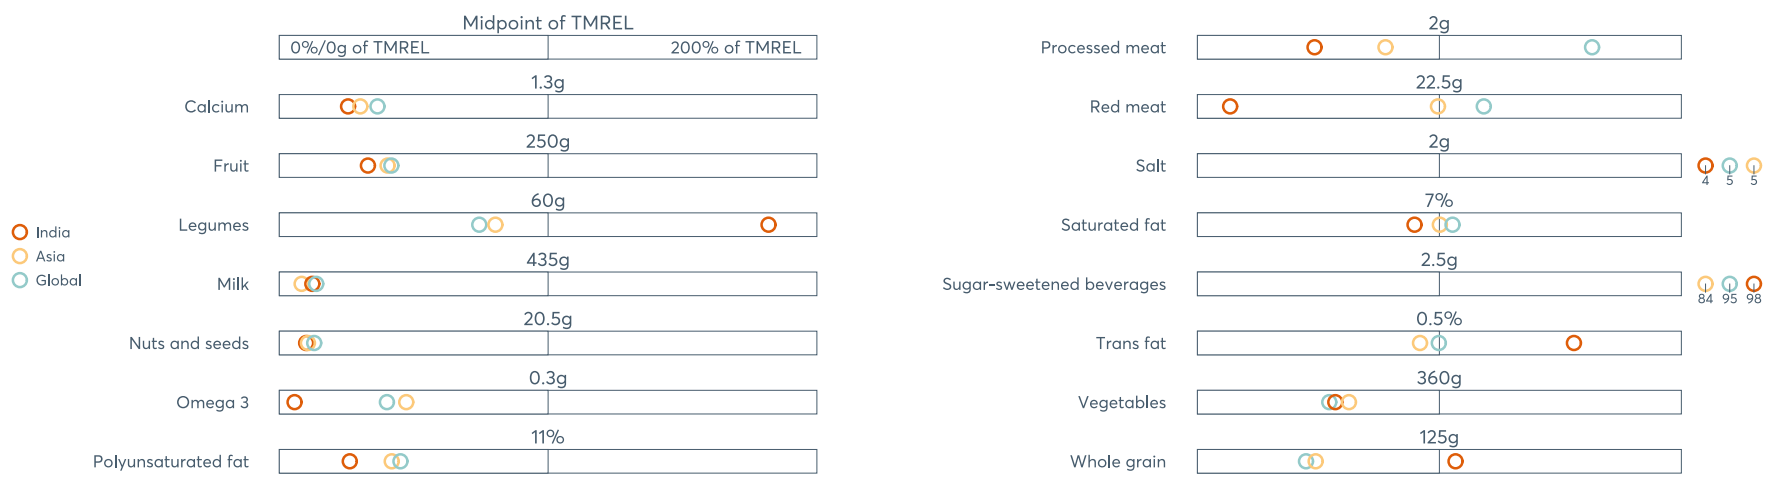 Midpoint of TMREL
0%/0g of TMREL 200% of TMREL
1.3g
Calcium
250g
Fruit
60g
Legumes
India
Asia
Global
435g
Milk
20.5g
Nuts and seeds
0.3g
Omega 3
11%
Polyunsaturated fat
2g
Processed meat
22.5g
Red meat
2g
Salt
4 5 5
7%
Saturated fat
2.5g
Sugar-sweetened beverages
84 95 98
0.5%
Trans fat
360g
Vegetables
125g
Whole grain